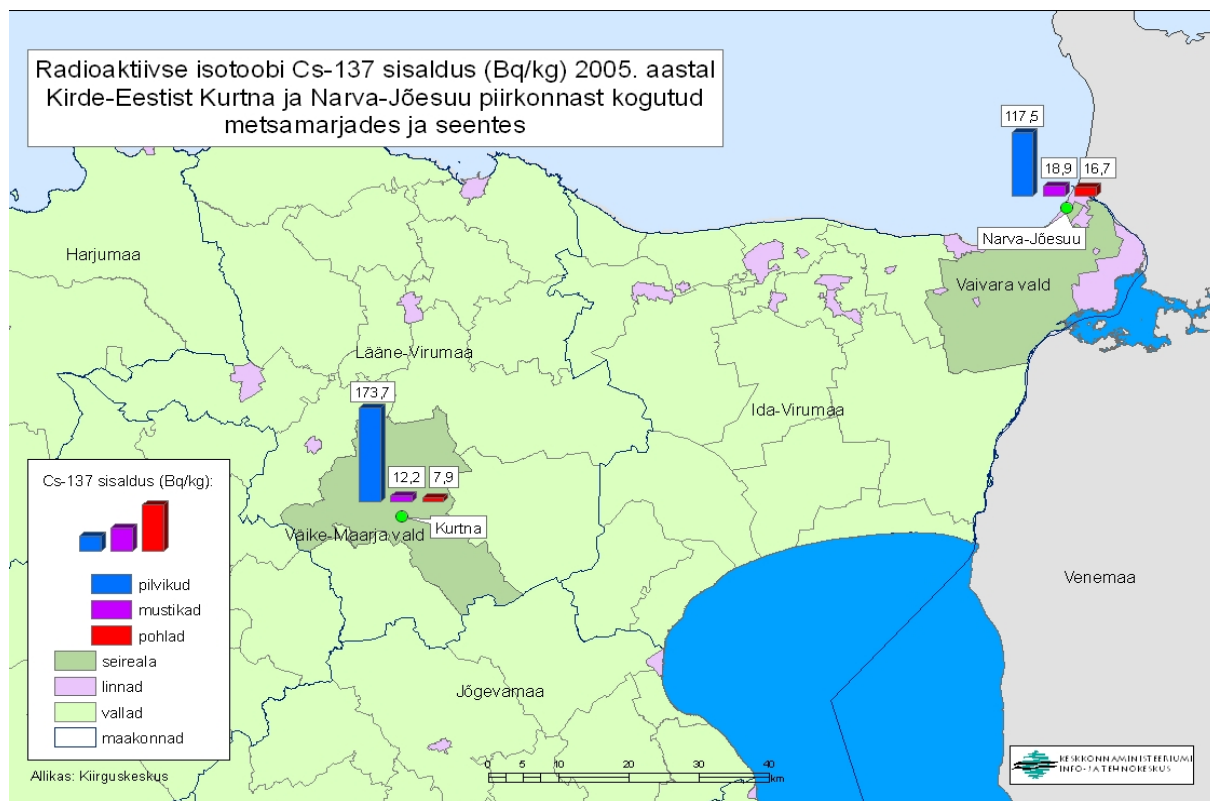 Radioaktiivse isotoobi Cs-137 sisaldus (Bq/kg) 2005. aastal
Kirde-Eestist Kurtna ja Narva-Jõesuu piirkonnast kogutud
metsamarjades ja seentes
117,5
18,9
16,7
Narva-Jõesuu
Harjumaa
Vaivara vald
Lääne-Virumaa
173,7
Ida-Virumaa
12,2
7,9
Kurtna
Väike-Maarja vald
Venemaa
Jõgevamaa
Cs-137 sisaldus (Bq/kg):
pilvikud
mustikad
pohlad
seireala
linnad
vallad
maakonnad
Allikas: Kiirguskeskus
0 5 10 20 30 40
km
KESKKONNAMINISTEERIUMI
INFO- JA TEHNOKESKUS